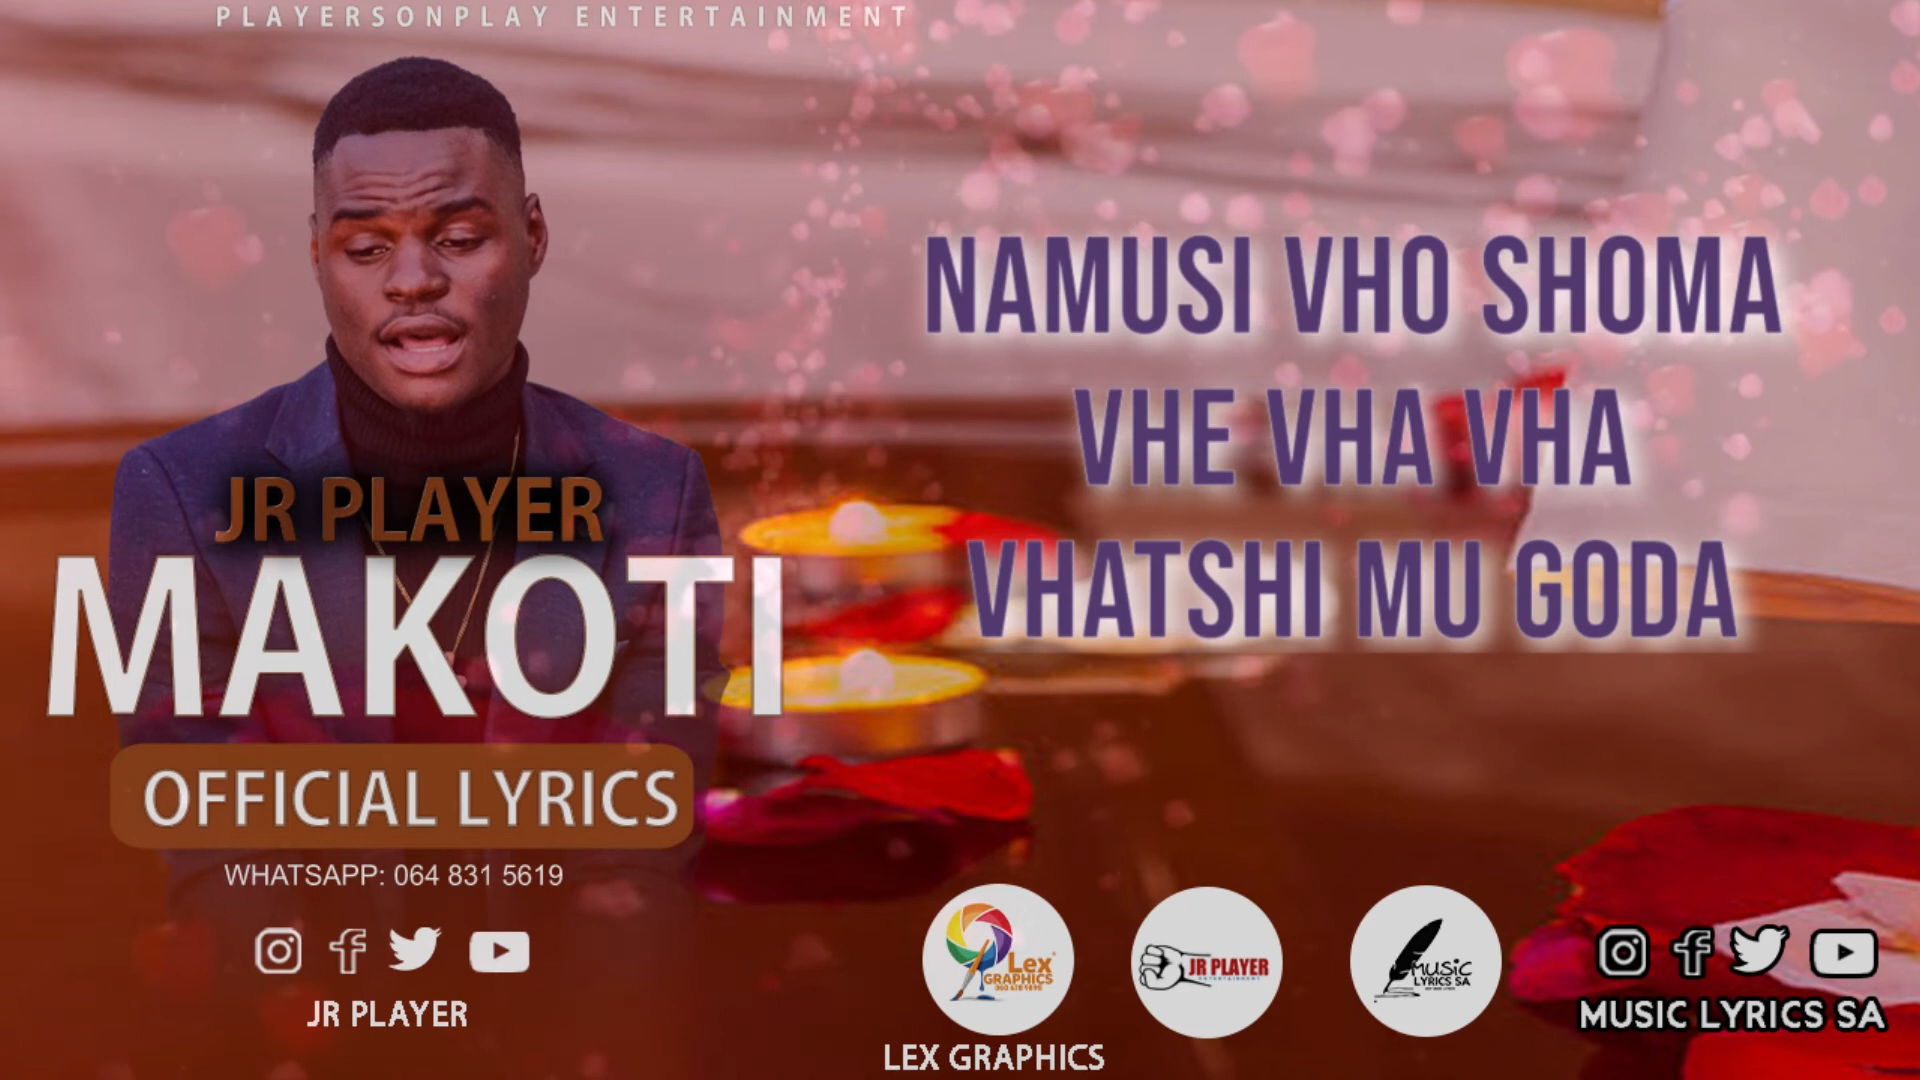 PLAYERSONPLAY ENTERTAINMENT
NAMUSI VHO SHOMA
VHE VHA VHA
VHATSHI MU GODA
JR PLAYER
MAKOTI
OFFICIAL LYRICS
WHATSAPP: 064 831 5619
JR PLAYER
Lex
GRAPHICS
LEX GRAPHICS
JR PLAYER
ENTERTAINMENT
MUSIC
LYRICS SA
MUSIC LYRICS SA